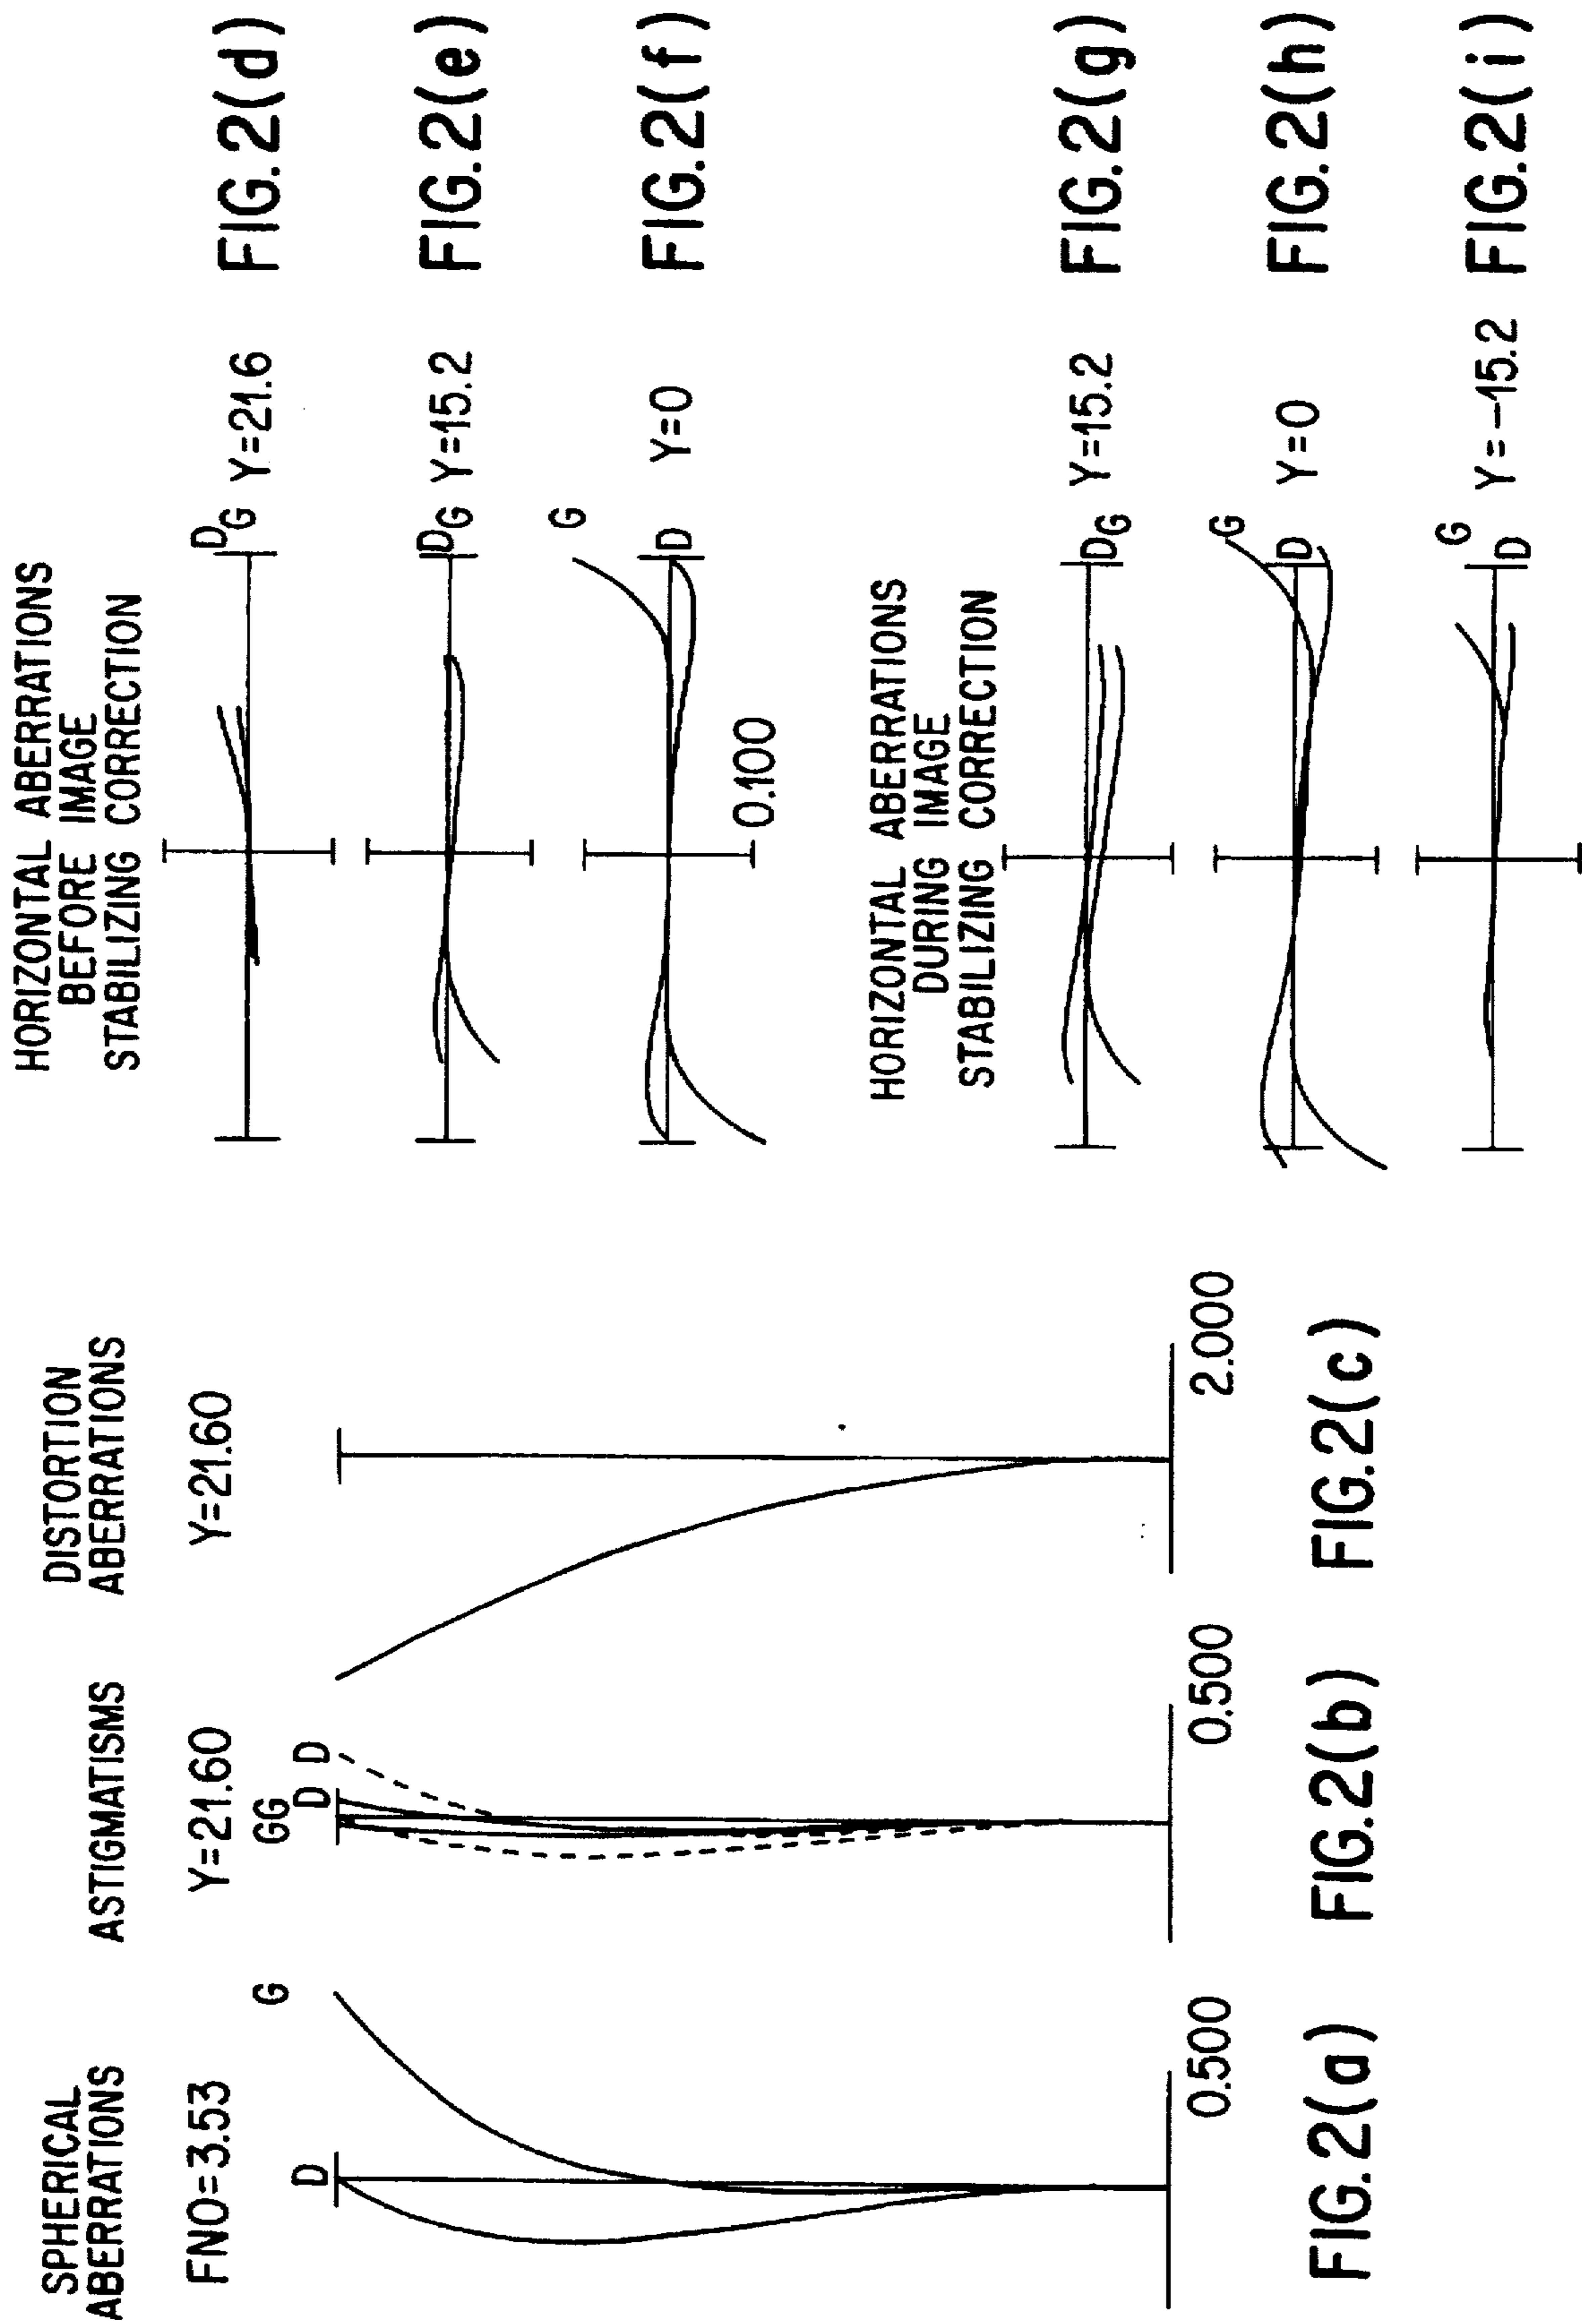 SPHERICAL
ABERRATIONS
FNO=3.53
D
G
0.500
FIG.2(a)
ASTIGMATISMS
Y=21.60
GG
D
D
0.500
FIG.2(b)
DISTORTION
ABERRATIONS
Y=21.60
2.000
FIG.2(c)
HORIZONTAL ABERRATIONS
BEFORE IMAGE
STABILIZING CORRECTION
D
G
Y=21.6
FIG.2(d)
D
G
Y=15.2
FIG.2(e)
G
D
Y=0
0.100
FIG.2(f)
HORIZONTAL ABERRATIONS
DURING IMAGE
STABILIZING CORRECTION
D
G
Y=15.2
FIG.2(g)
G
D
Y=0
FIG.2(h)
G
D
Y=-15.2
FIG.2(i)